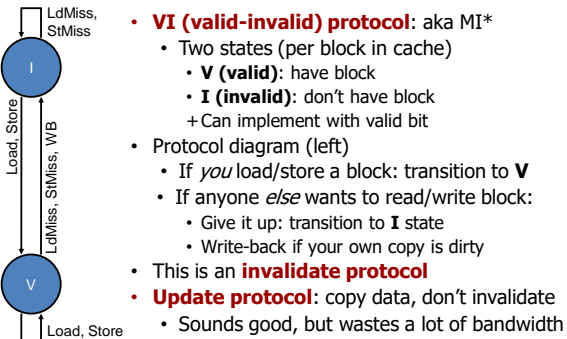 LdMiss,
StMiss
I
Load, Store
LdMiss, StMiss, WB
V
Load, Store
• VI (valid-invalid) protocol: aka MI*
• Two states (per block in cache)
• V (valid): have block
• I (invalid): don’t have block
+ Can implement with valid bit
• Protocol diagram (left)
• If you load/store a block: transition to V
• If anyone else wants to read/write block:
• Give it up: transition to I state
• Write-back if your own copy is dirty
• This is an invalidate protocol
• Update protocol: copy data, don’t invalidate
• Sounds good, but wastes a lot of bandwidth